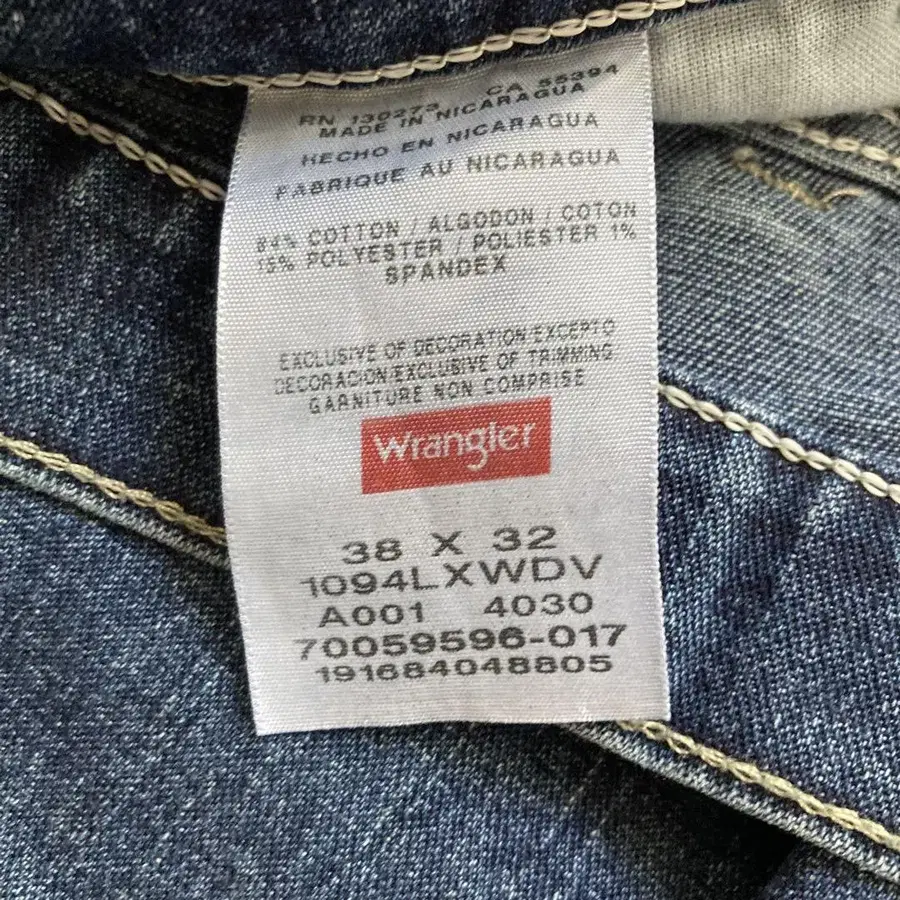 RN 130273 CA 55394
MADE IN NICARAGUA
HECHO EN NICARAGUA
FABRIQUE AU NICARAGUA
84% COTTON / ALGODON / COTON
15% POLYESTER / POLIESTER 1%
SPANDEX
EXCLUSIVE OF DECORATION/EXCEPTO
DECORACION/EXCLUSIVE OF TRIMMING
GARNITURE NON COMPRISE
Wrangler
38 X 32
1094LXWDV
A001 4030
70059596-017
191684048805